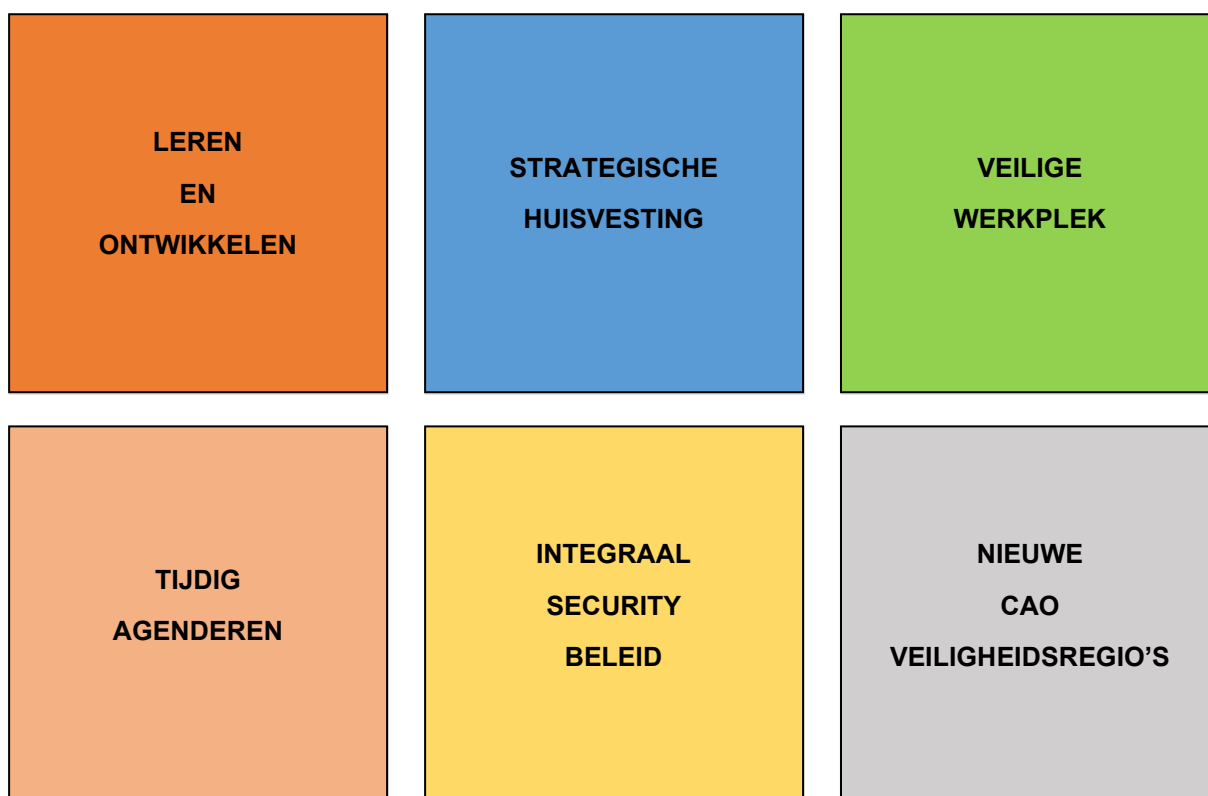 LEREN
EN
ONTWIKKELEN
STRATEGISCHE
HUISVESTING
VEILIGE
WERKPLEK
TIJDIG
AGENDEREN
INTEGRAAL
SECURITY
BELEID
NIEUWE
CAO
VEILIGHEIDSREGIO’S